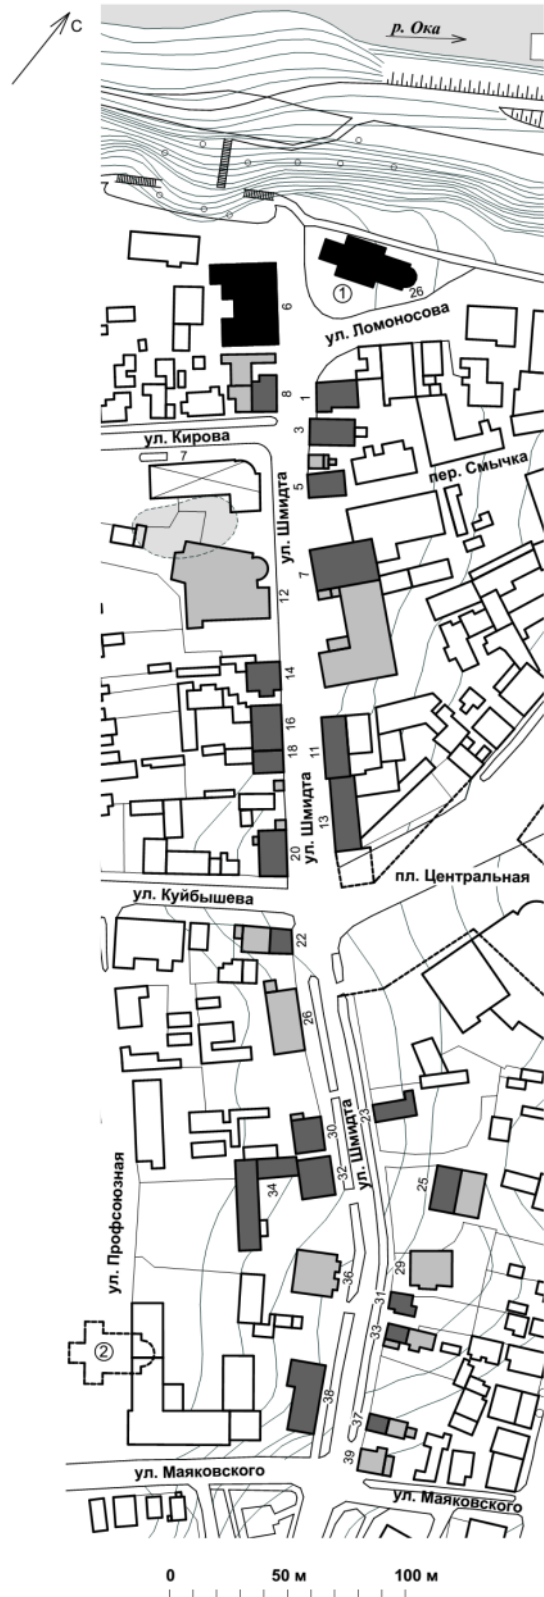 С
р. Ока
6
1
26
ул. Ломоносова
8
1
3
ул. Кирова
7
5
ул. Шмидта
пер. Смычка
7
12
14
16
18
11
13
ул. Шмидта
20
пл. Центральная
ул. Куйбышева
22
26
23
30
ул. Шмидта
32
34
25
ул. Профсоюзная
36
29
31
33
2
38
37
39
ул. Маяковского
ул. Маяковского
0 50 м 100 м